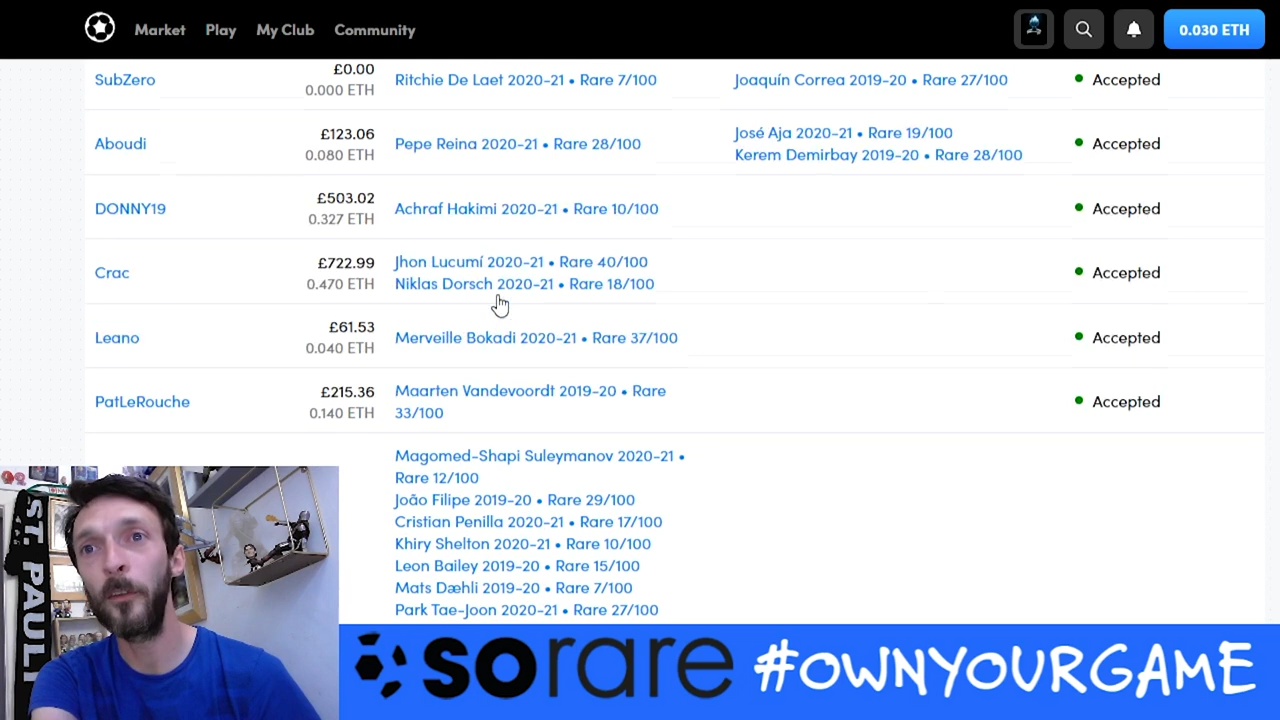 Market Play My Club Community 0.030 ETH
SubZero £0.00 Ritchie De Laet 2020-21 • Rare 7/100 Joaquín Correa 2019-20 • Rare 27/100 Accepted
0.000 ETH
Aboudi £123.06 Pepe Reina 2020-21 • Rare 28/100 José Aja 2020-21 • Rare 19/100 Accepted
0.080 ETH Kerem Demirbay 2019-20 • Rare 28/100
DONNY19 £503.02 Achraf Hakimi 2020-21 • Rare 10/100 Accepted
0.327 ETH
Crac £722.99 Jhon Lucumí 2020-21 • Rare 40/100 Accepted
0.470 ETH Niklas Dorsch 2020-21 • Rare 18/100
Leano £61.53 Merveille Bokadi 2020-21 • Rare 37/100 Accepted
0.040 ETH
PatLeRouche £215.36 Maarten Vandevoordt 2019-20 • Rare Accepted
0.140 ETH 33/100
Magomed-Shapi Suleymanov 2020-21 •
Rare 12/100
João Filipe 2019-20 • Rare 29/100
Cristian Penilla 2020-21 • Rare 17/100
Khiry Shelton 2020-21 • Rare 10/100
Leon Bailey 2019-20 • Rare 15/100
Mats Dæhli 2019-20 • Rare 7/100
Park Tae-Joon 2020-21 • Rare 27/100
ST. PAULI
sorare #OWNYOURGAME